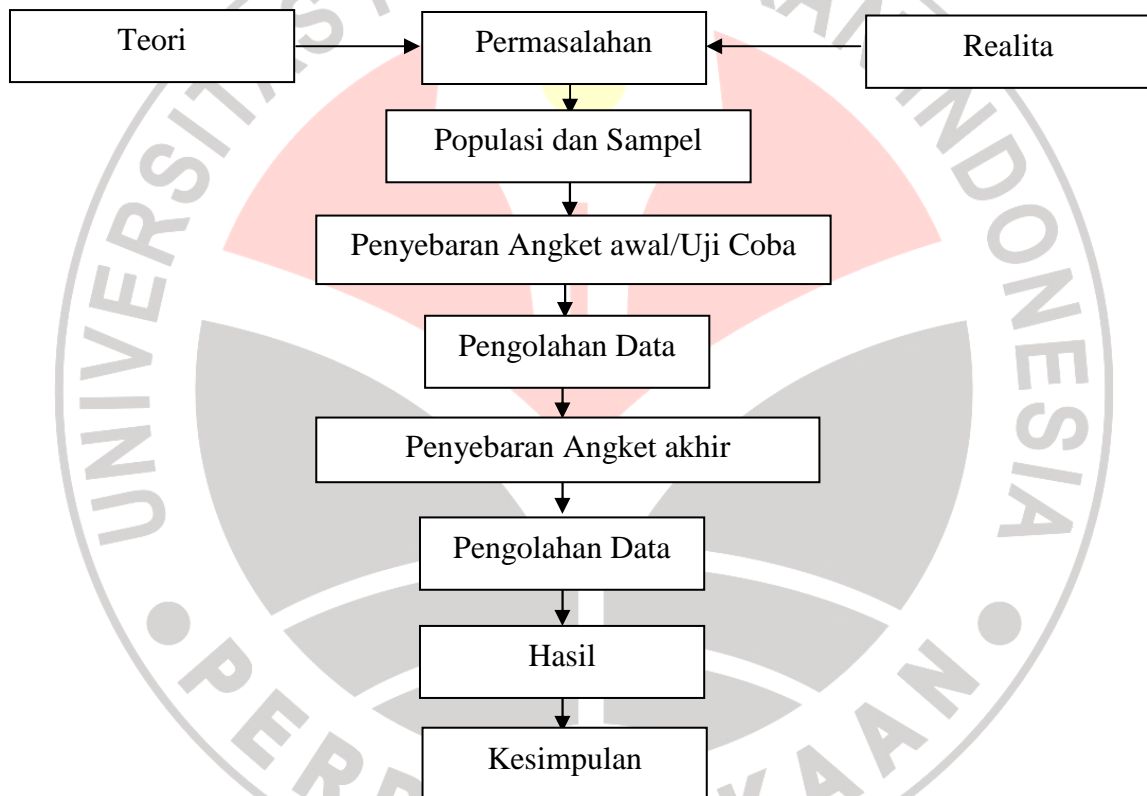 Teori
Permasalahan
Realita
Populasi dan Sampel
Penyebaran Angket awal/Uji Coba
Pengolahan Data
Penyebaran Angket akhir
Pengolahan Data
Hasil
Kesimpulan
INDONESIA